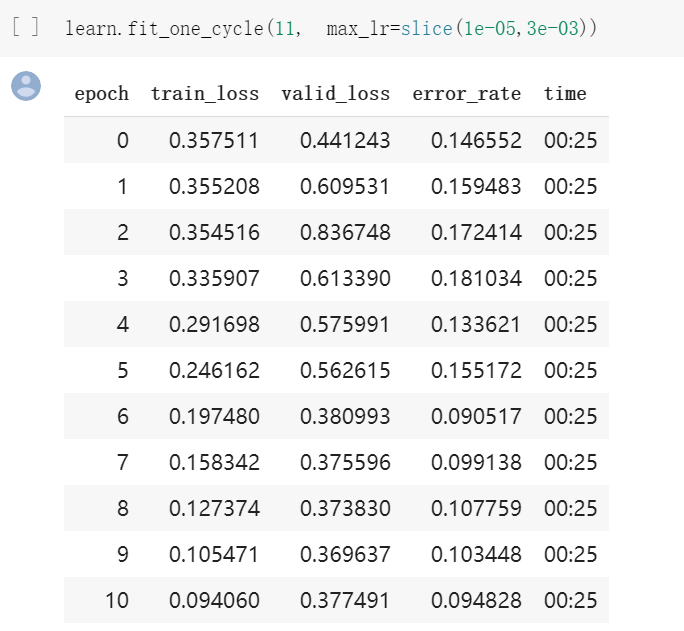 [ ] learn.fit_one_cycle(11, max_lr=slice(1e-05,3e-03))
epoch train_loss valid_loss error_rate time
0 0.357511 0.441243 0.146552 00:25
1 0.355208 0.609531 0.159483 00:25
2 0.354516 0.836748 0.172414 00:25
3 0.335907 0.613390 0.181034 00:25
4 0.291698 0.575991 0.133621 00:25
5 0.246162 0.562615 0.155172 00:25
6 0.197480 0.380993 0.090517 00:25
7 0.158342 0.375596 0.099138 00:25
8 0.127374 0.373830 0.107759 00:25
9 0.105471 0.369637 0.103448 00:25
10 0.094060 0.377491 0.094828 00:25